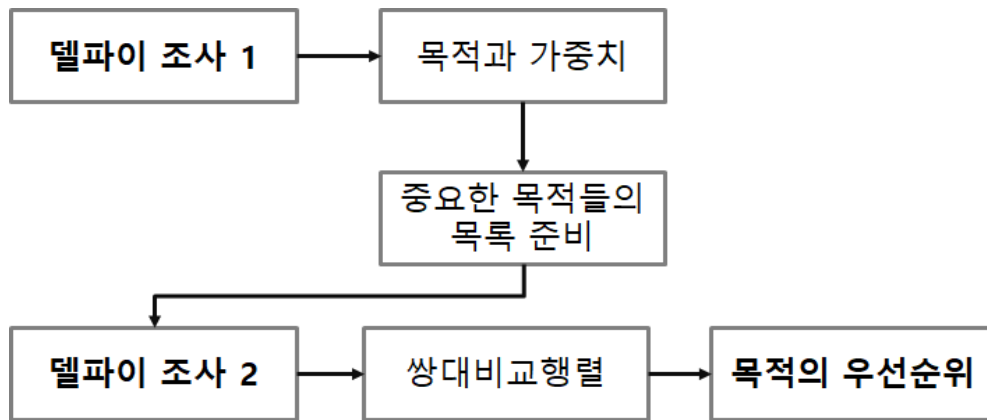 델파이 조사 1
목적과 가중치
중요한 목적들의
목록 준비
델파이 조사 2
쌍대비교행렬
목적의 우선순위